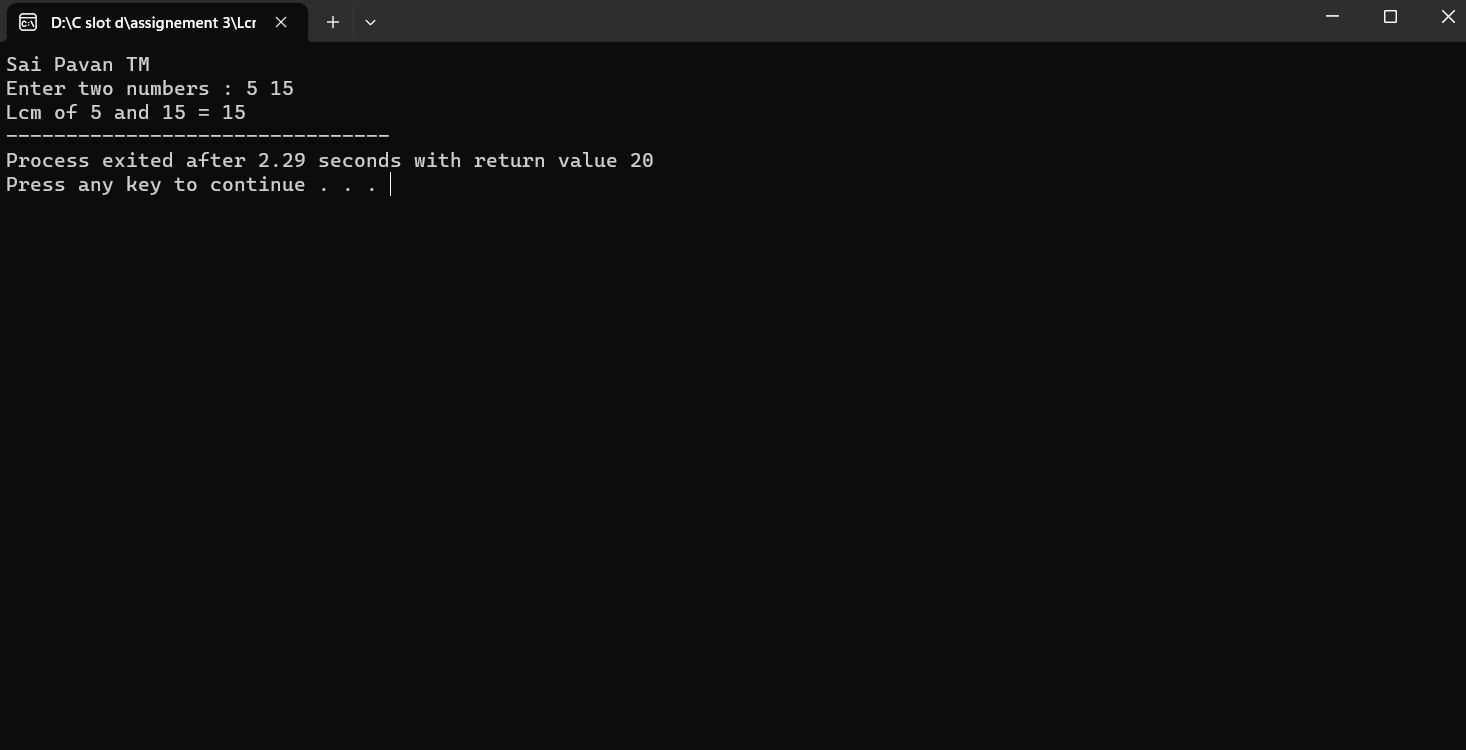 D:\C slot d\assignement 3\Lcr
Sai Pavan TM
Enter two numbers : 5 15
Lcm of 5 and 15 = 15
--------------------------------
Process exited after 2.29 seconds with return value 20
Press any key to continue . . .